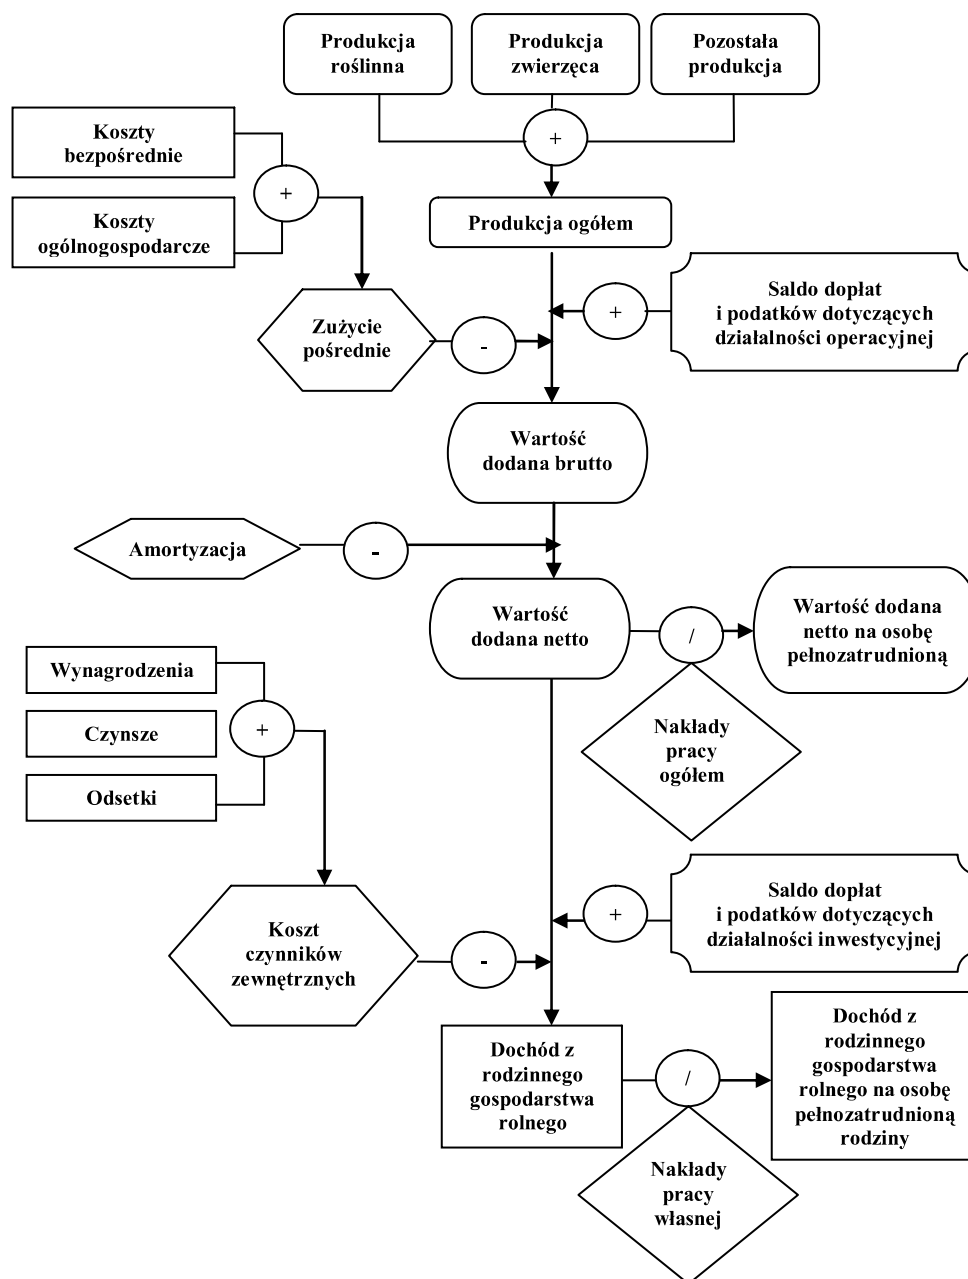 Produkcja
roślinna
Produkcja
zwierzęca
Pozostała
produkcja
+
Koszty
bezpośrednie
+
Koszty
ogólnogospodarcze
Produkcja ogółem
Saldo dopłat
i podatków dotyczących
działalności operacyjnej
+
Zużycie
pośrednie
-
Wartość
dodana brutto
Amortyzacja
-
Wartość
dodana netto
/
Wartość dodana
netto na osobę
pełnozatrudnioną
Nakłady
pracy
ogółem
Wynagrodzenia
Czynsze
Odsetki
+
Saldo dopłat
i podatków dotyczących
działalności inwestycyjnej
+
Koszt
czynników
zewnętrznych
-
Dochód z
rodzinnego
gospodarstwa
rolnego
/
Dochód z
rodzinnego
gospodarstwa
rolnego na osobę
pełnozatrudnioną
rodziny
Nakłady
pracy
własnej